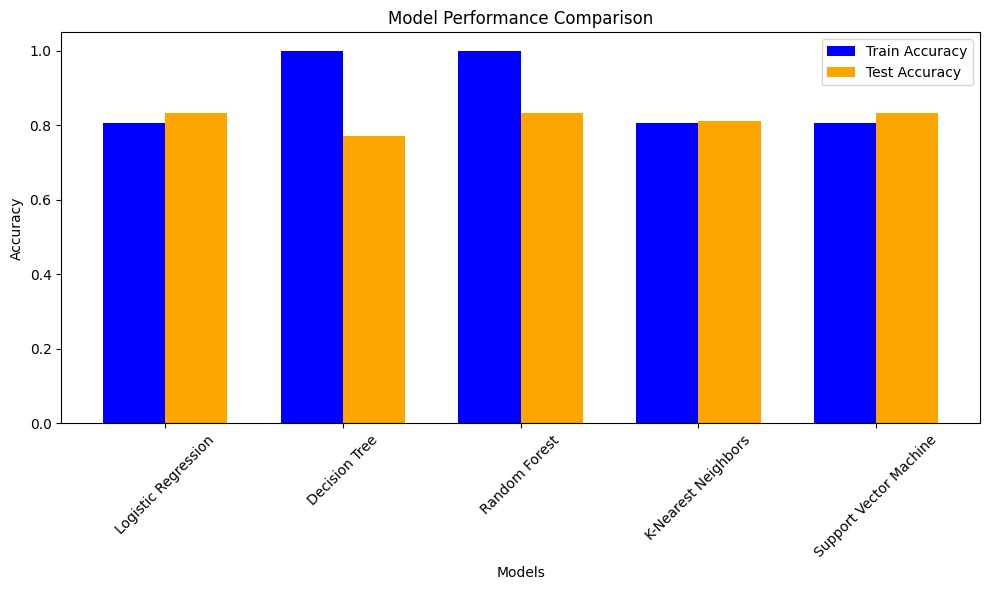 Model Performance Comparison
Train Accuracy
Test Accuracy
Accuracy
1.0
0.8
0.6
0.4
0.2
0.0
Logistic Regression
Decision Tree
Random Forest
K-Nearest Neighbors
Support Vector Machine
Models